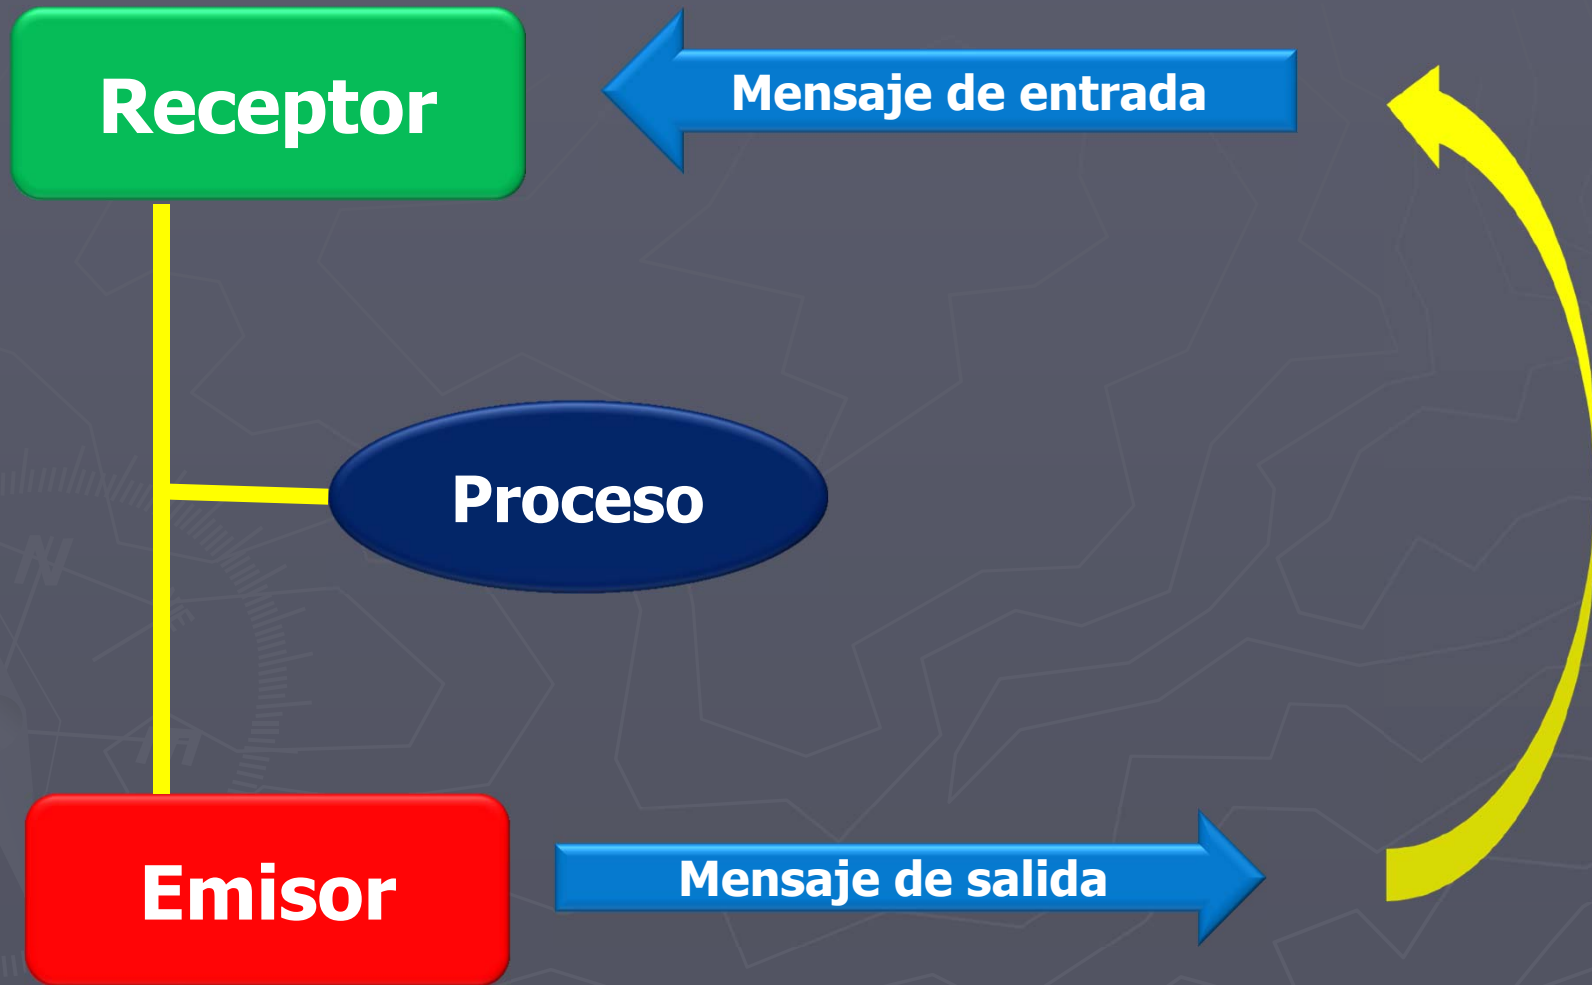 Receptor
Mensaje de entrada
Proceso
Emisor
Mensaje de salida